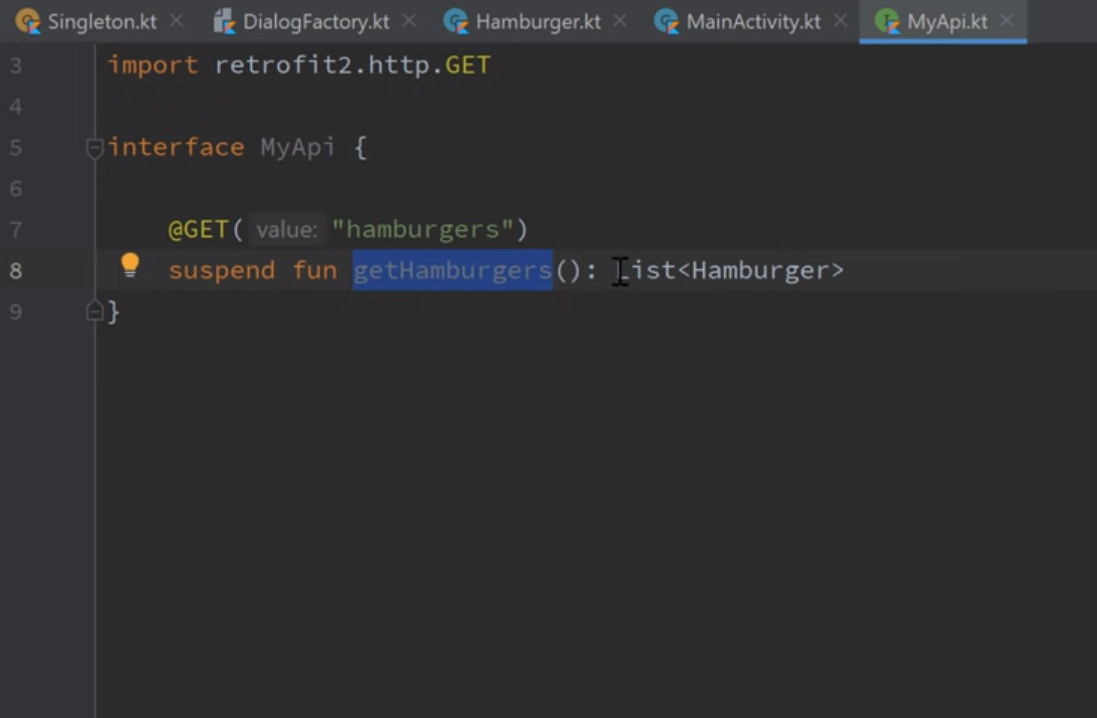 Singleton.kt DialogFactory.kt Hamburger.kt MainActivity.kt MyApi.kt
3 import retrofit2.http.GET
4
5 interface MyApi {
6
7 @GET( value: "hamburgers")
8 suspend fun getHamburgers(): List<Hamburger>
9 }